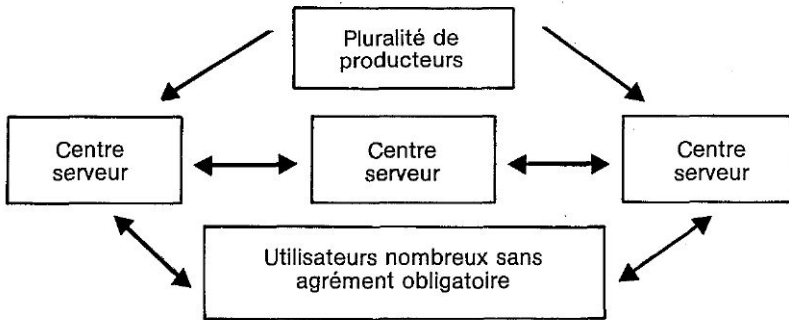 Pluralité de
producteurs
Centre
serveur
Centre
serveur
Centre
serveur
Utilisateurs nombreux sans
agrément obligatoire